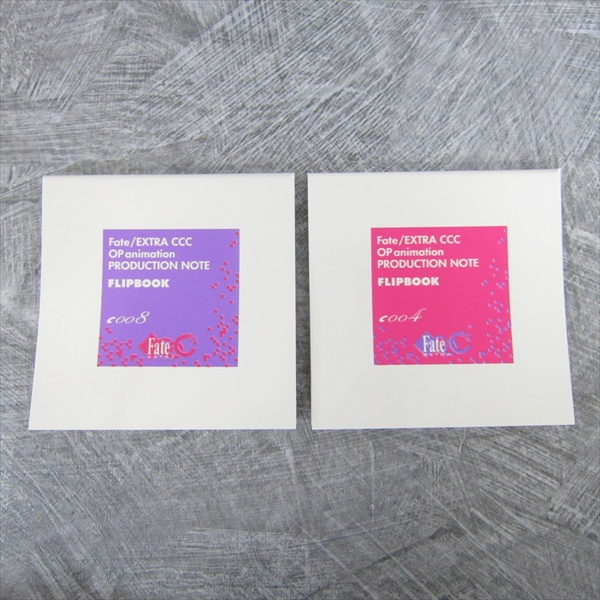 Fate/EXTRA CCC
OP animation
PRODUCTION NOTE
FLIPBOOK
c008
Fate
Fate/EXTRA CCC
OP animation
PRODUCTION NOTE
FLIPBOOK
c004
Fate